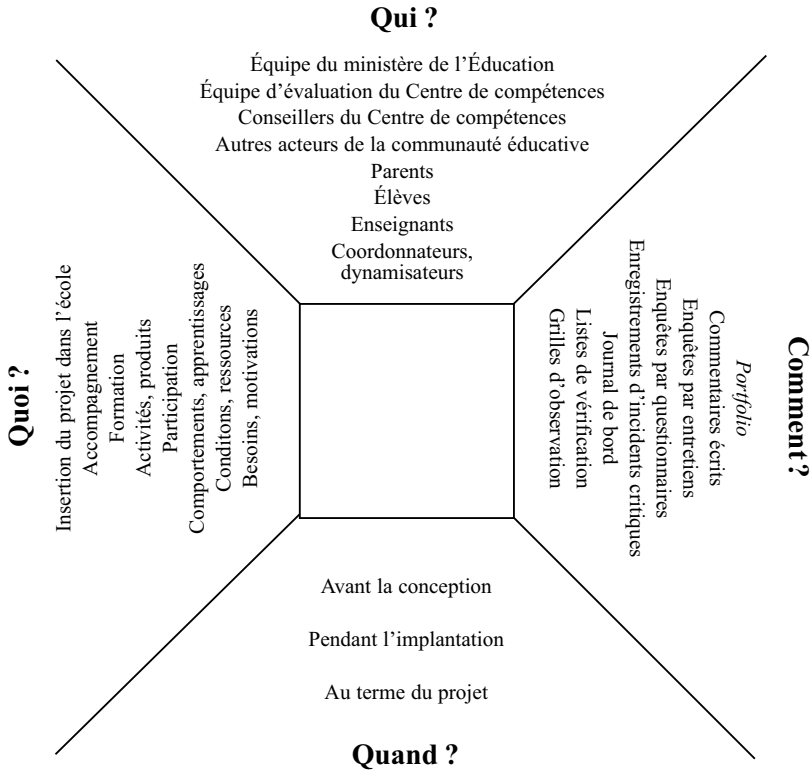 Qui ?
Équipe du ministère de l’Éducation
Équipe d’évaluation du Centre de compétences
Conseillers du Centre de compétences
Autres acteurs de la communauté éducative
Parents
Élèves
Enseignants
Coordonnateurs,
dynamisateurs
Quoi ?
Insertion du projet dans l’école
Accompagnement
Formation
Activités, produits
Participation
Comportements, apprentissages
Conditons, ressources
Besoins, motivations
Comment ?
Portfolio
Commentaires écrits
Enquêtes par entretiens
Enquêtes par questionnaires
Enregistrements d’incidents critiques
Journal de bord
Listes de vérification
Grilles d’observation
Avant la conception
Pendant l’implantation
Au terme du projet
Quand ?